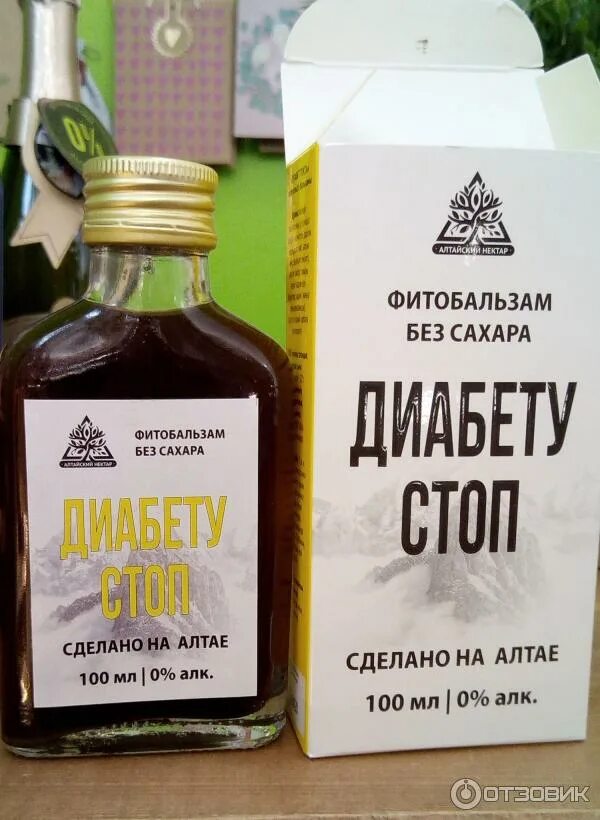 0%
АЛТАЙСКИЙ НЕКТАР
ФИТОБАЛЬЗАМ
БЕЗ САХАРА
ДИАБЕТУ
СТОП
СДЕЛАНО НА АЛТАЕ
100 мл | 0% алк.
АЛТАЙСКИЙ НЕКТАР
ФИТОБАЛЬЗАМ
БЕЗ САХАРА
ДИАБЕТУ
СТОП
СДЕЛАНО НА АЛТАЕ
100 мл | 0% алк.
ОТЗОВИК